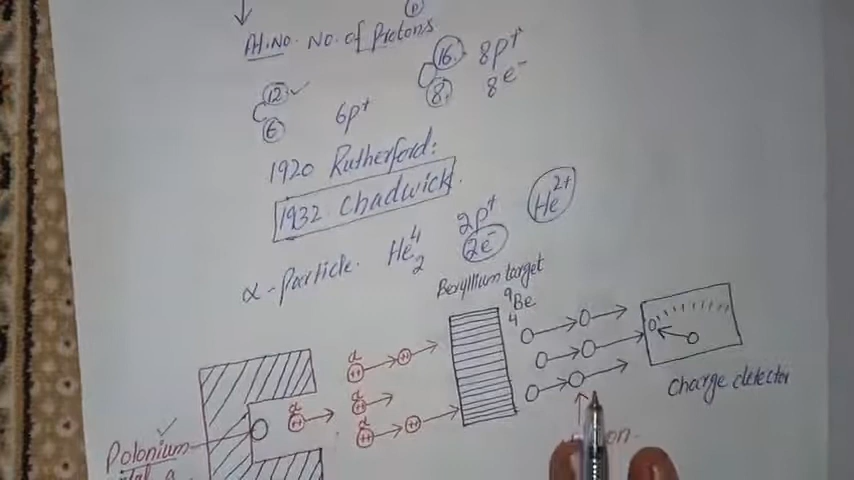 p
At.No. No. of Protons.
C 12 6 6p+ O 16 8 8p+ 8e-
1920 Rutherford:
1932 Chadwick.
α-Particle. He 4 2 2p+ 2e- He2+
Beryllium target
9 Be 4
α ++ α ++ ++
α ++
α ++ ++
0
Charge detector
Polonium